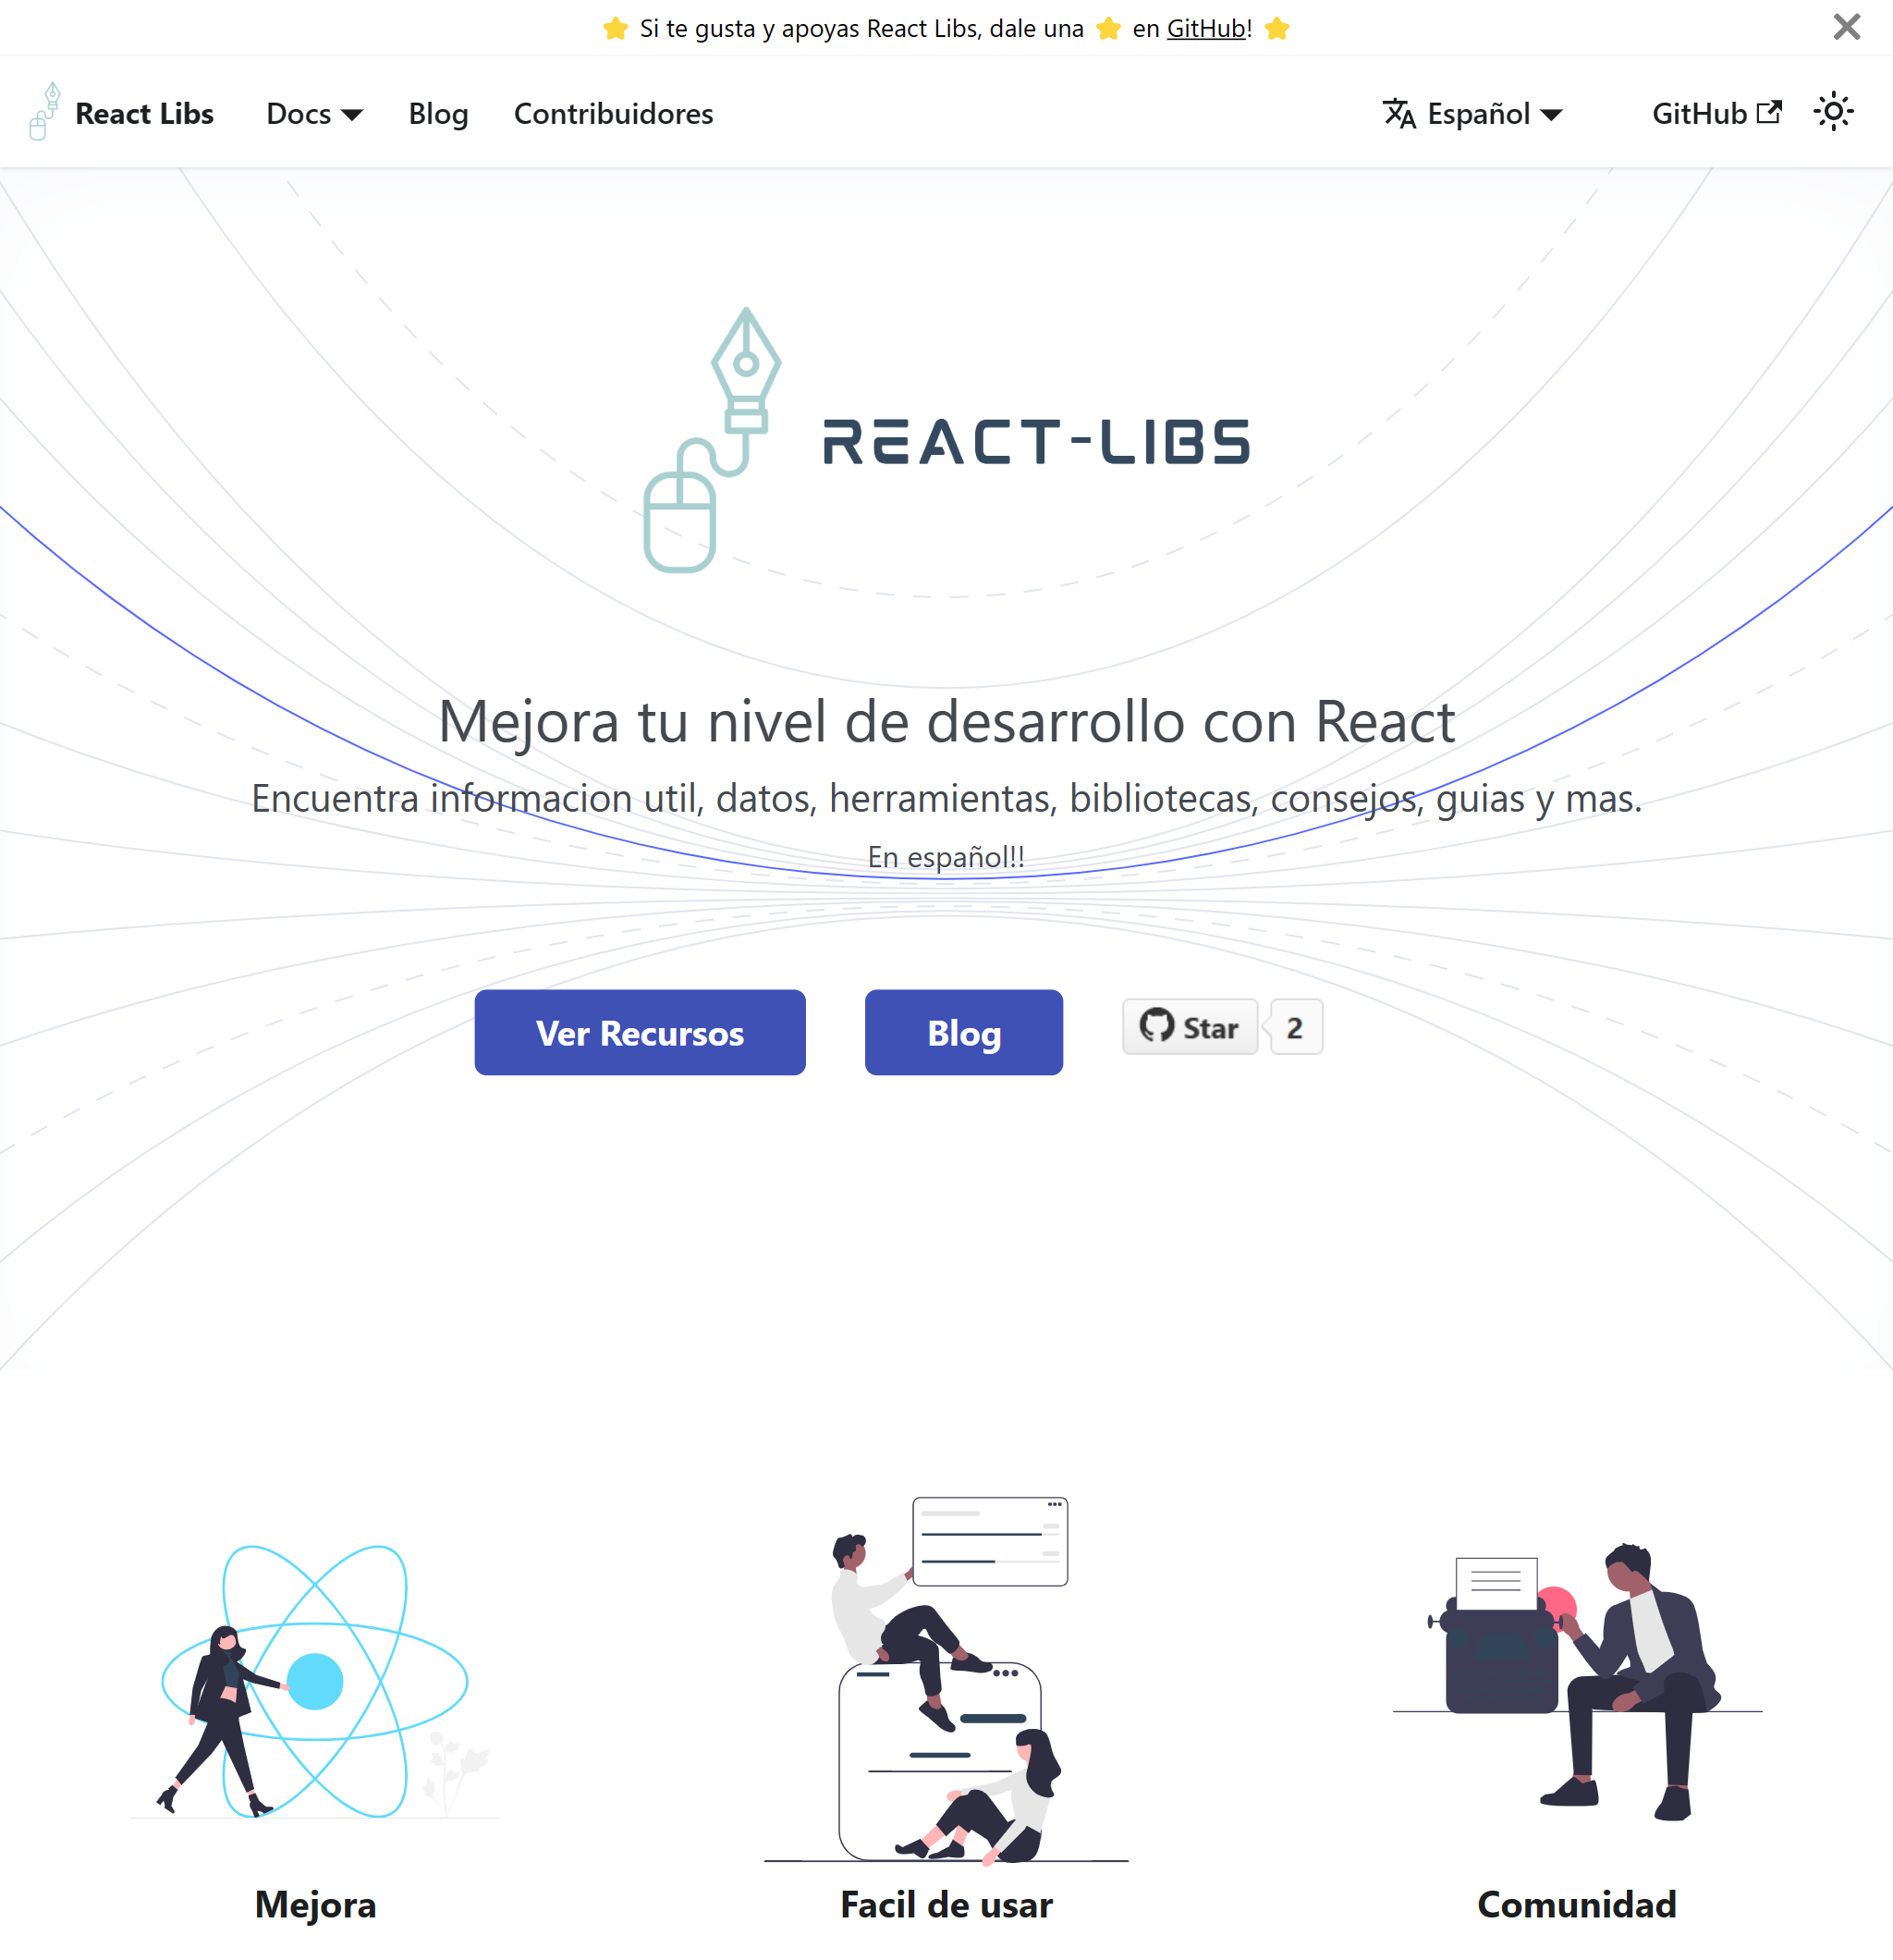 ⭐ Si te gusta y apoyas React Libs, dale una ⭐ en GitHub! ⭐
React Libs Docs Blog Contribuidores Español GitHub
REACT-LIBS
Mejora tu nivel de desarrollo con React
Encuentra informacion util, datos, herramientas, bibliotecas, consejos, guias y mas.
En español!!
Ver Recursos Blog Star 2
Mejora Facil de usar Comunidad